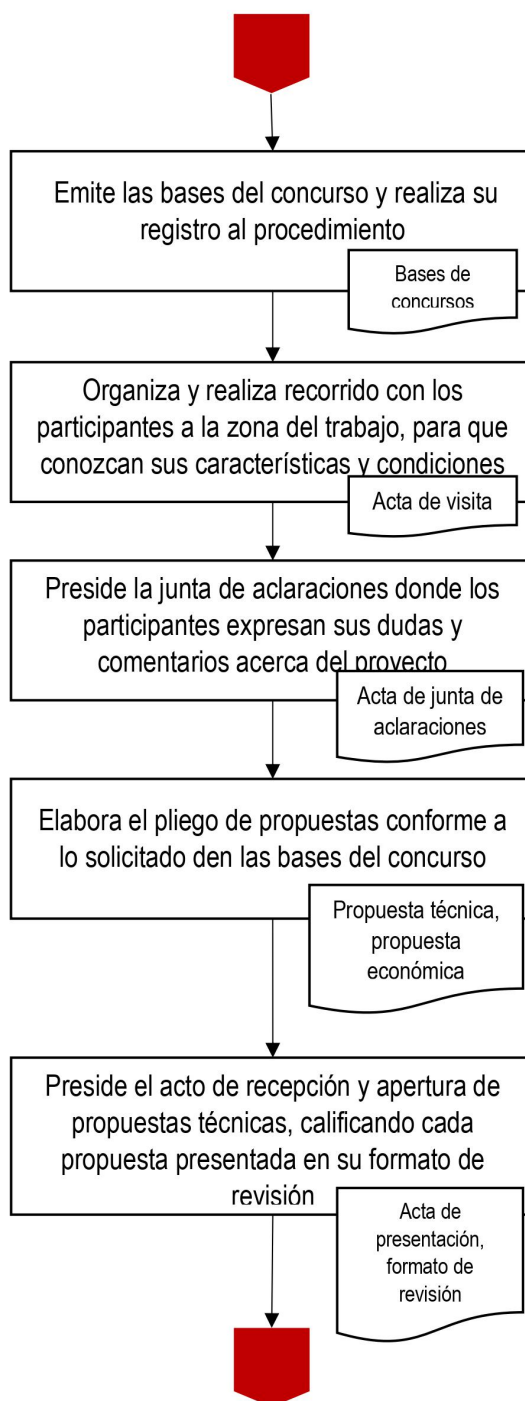 Emite las bases del concurso y realiza su
registro al procedimiento
Bases de
concursos
Organiza y realiza recorrido con los
participantes a la zona del trabajo, para que
conozcan sus características y condiciones
Acta de visita
Preside la junta de aclaraciones donde los
participantes expresan sus dudas y
comentarios acerca del proyecto
Acta de junta de
aclaraciones
Elabora el pliego de propuestas conforme a
lo solicitado den las bases del concurso
Propuesta técnica,
propuesta
económica
Preside el acto de recepción y apertura de
propuestas técnicas, calificando cada
propuesta presentada en su formato de
revisión
Acta de
presentación,
formato de
revisión